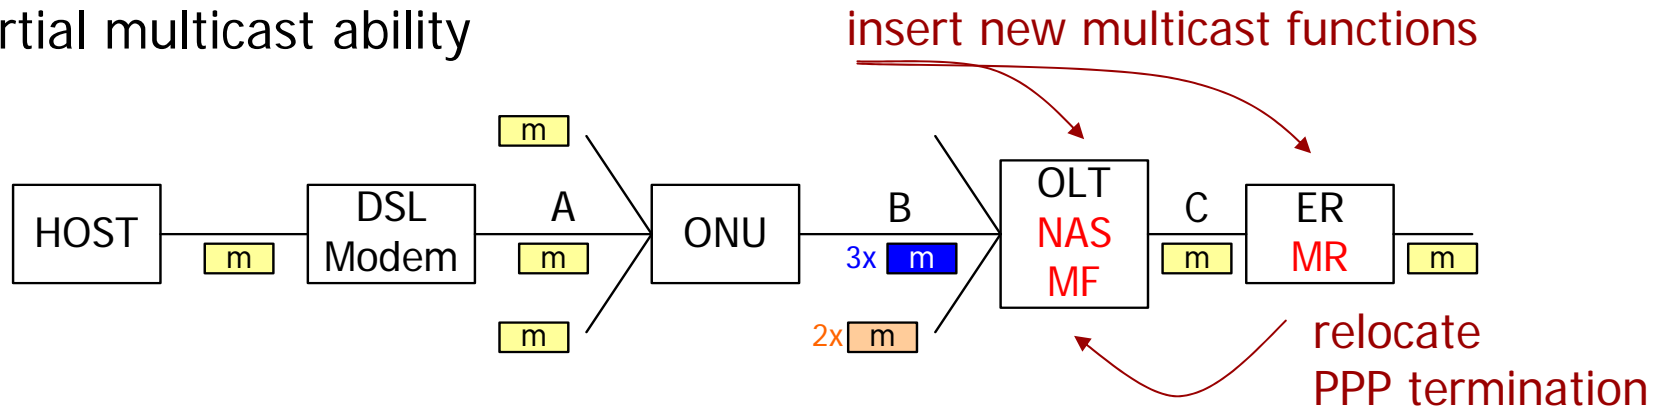 rtial multicast ability
insert new multicast functions
m
HOST
m
DSL
Modem
A
m
m
ONU
B
3x m
2x m
OLT
NAS
MF
C
m
ER
MR
m
relocate
PPP termination